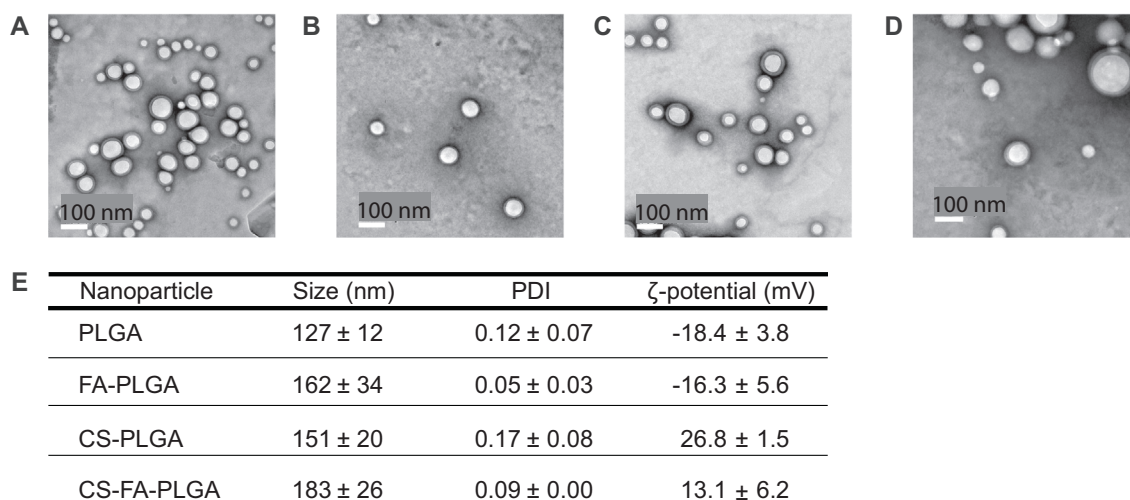 A B C D
100 nm 100 nm 100 nm 100 nm
E
Nanoparticle Size (nm) PDI ζ-potential (mV)
PLGA 127 ± 12 0.12 ± 0.07 -18.4 ± 3.8
FA-PLGA 162 ± 34 0.05 ± 0.03 -16.3 ± 5.6
CS-PLGA 151 ± 20 0.17 ± 0.08 26.8 ± 1.5
CS-FA-PLGA 183 ± 26 0.09 ± 0.00 13.1 ± 6.2